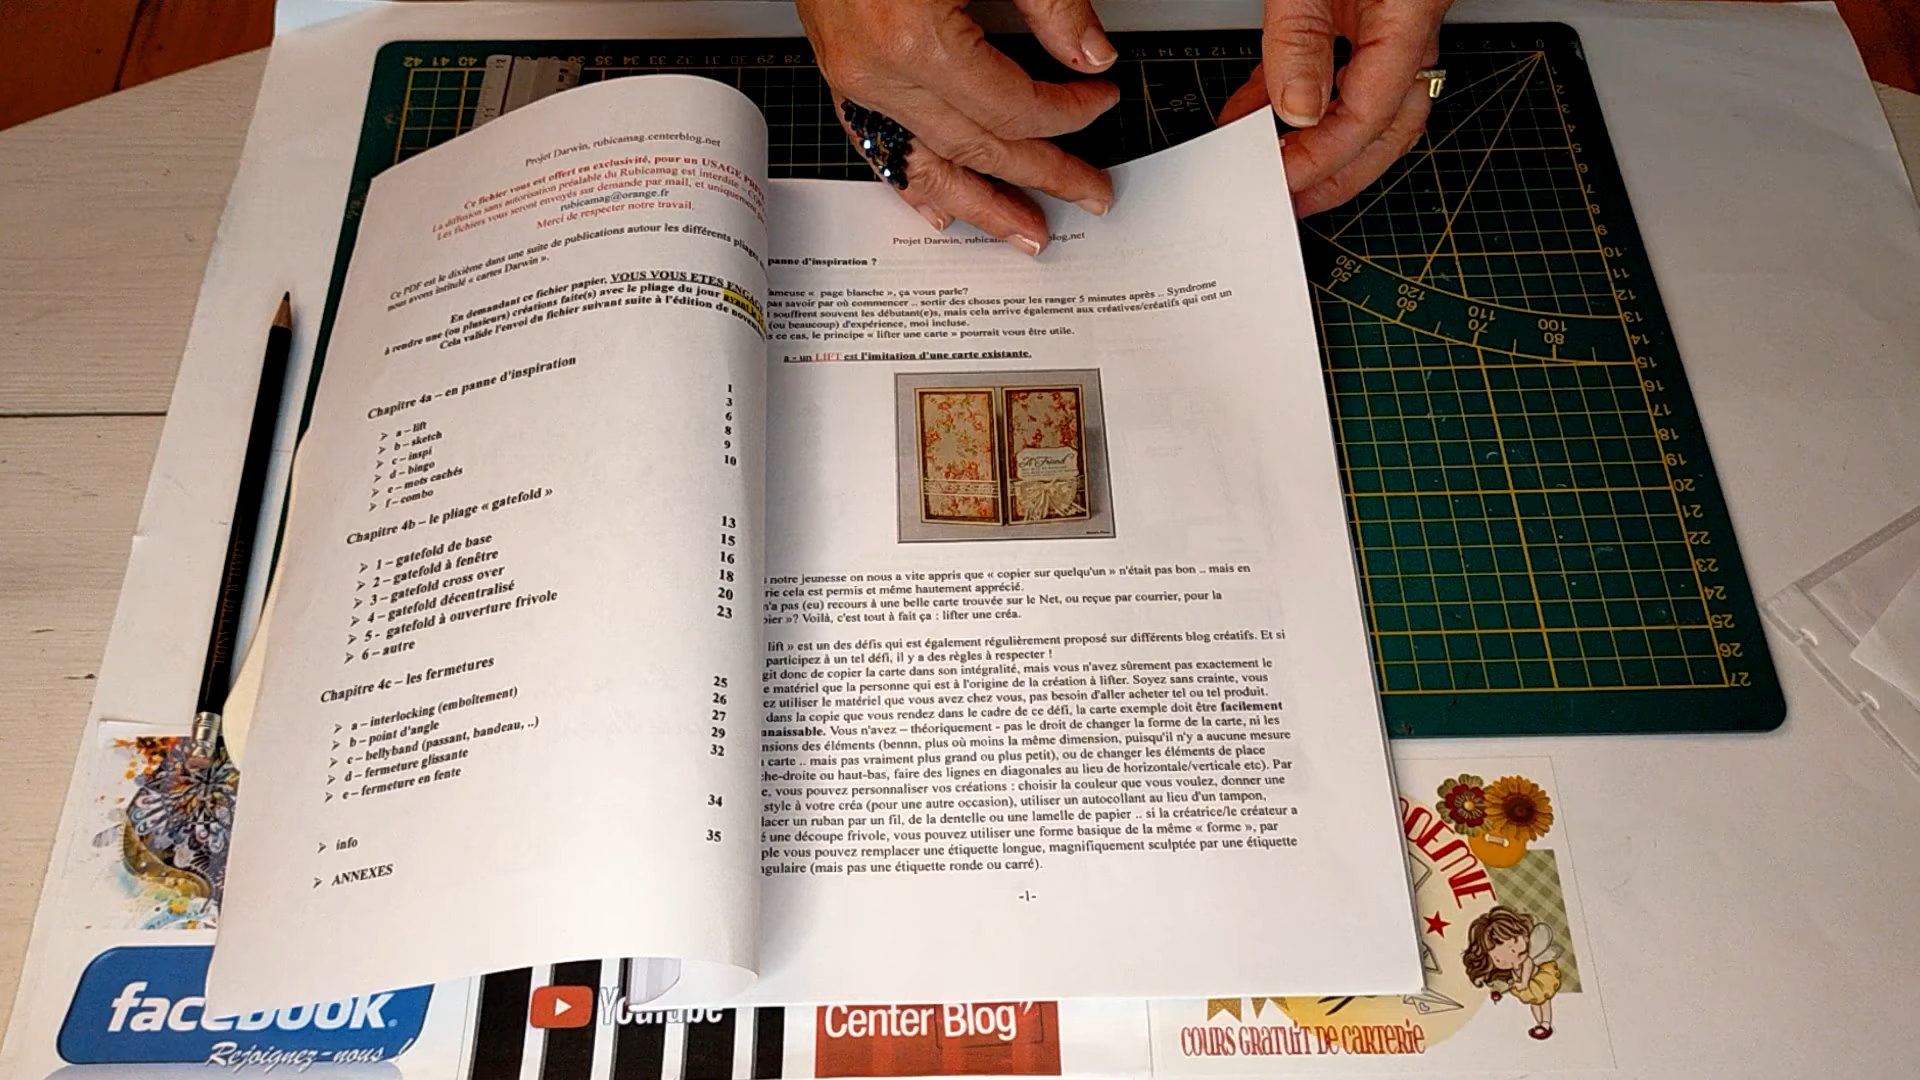 Projet Darwin, rubicamag.centerblog.net
Ce fichier vous est offert en exclusivité, pour un USAGE
La diffusion sans autorisation préalable du Rubicamag est interdite
Les fichiers vous seront envoyés sur demande par mail, et uniquement
rubicamag@orange.fr
Merci de respecter notre travail.
Ce PDF est le dixième dans une suite de publications autour les différents
nous avons intitulé « cartes Darwin ».
En demandant ce fichier papier, VOUS VOUS ETES
à rendre une (ou plusieurs) créations faite(s) avec le pliage du jour
Cela valide l'envoi du fichier suivant suite à l'édition de
Chapitre 4a – en panne d'inspiration
a – lift 1
b – sketch 3
c – inspi 6
d – bingo 8
e – mots cachés 9
f – combo 10
Chapitre 4b – le pliage « gatefold »
1 – gatefold de base 13
2 – gatefold à fenêtre 15
3 – gatefold cross over 16
4 – gatefold décentralisé 18
5 - gatefold à ouverture frivole 20
6 – autre 23
Chapitre 4c – les fermetures
a – interlocking (emboîtement) 25
b – point d'angle 26
c – bellyband (passant, bandeau, ..) 27
d – fermeture glissante 29
e – fermeture en fente 32
info 34
ANNEXES 35
Projet Darwin,
panne d'inspiration ?
« page blanche », ça vous parle?
pas savoir par où commencer .. sortir des choses pour les ranger 5 minutes après .. Syndrome
souffrent souvent les débutant(e)s, mais cela arrive également aux créatives/créatifs qui ont un
(ou beaucoup) d'expérience, moi incluse.
ce cas, le principe « lifter une carte » pourrait vous être utile.
a - un LIFT est l'imitation d'une carte existante.
A Friend
notre jeunesse on nous a vite appris que « copier sur quelqu'un » n'était pas bon .. mais en
cela est permis et même hautement apprécié.
n'a pas (eu) recours à une belle carte trouvée sur le Net, ou reçue par courrier, pour la
»? Voilà, c'est tout à fait ça : lifter une créa.
lift » est un des défis qui est également régulièrement proposé sur différents blog créatifs. Et si
participez à un tel défi, il y a des règles à respecter !
donc de copier la carte dans son intégralité, mais vous n'avez sûrement pas exactement le
matériel que la personne qui est à l'origine de la création à lifter. Soyez sans crainte, vous
utiliser le matériel que vous avez chez vous, pas besoin d'aller acheter tel ou tel produit.
dans la copie que vous rendez dans le cadre de ce défi, la carte exemple doit être facilement
Vous n'avez – théoriquement - pas le droit de changer la forme de la carte, ni les
des éléments (bennn, plus où moins la même dimension, puisqu'il n'y a aucune mesure
carte .. mais pas vraiment plus grand ou plus petit), ou de changer les éléments de place
ou haut-bas, faire des lignes en diagonales au lieu de horizontale/verticale etc). Par
vous pouvez personnaliser vos créations : choisir la couleur que vous voulez, donner une
style à votre créa (pour une autre occasion), utiliser un autocollant au lieu d'un tampon,
un ruban par un fil, de la dentelle ou une lamelle de papier .. si la créatrice/le créateur a
une découpe frivole, vous pouvez utiliser une forme basique de la même « forme », par
vous pouvez remplacer une étiquette longue, magnifiquement sculptée par une étiquette
(mais pas une étiquette ronde ou carré).
-1-
facebook
Rejoignez-nous !
YouTube
Center Blog
COURS GRATUIT DE CARTERIE